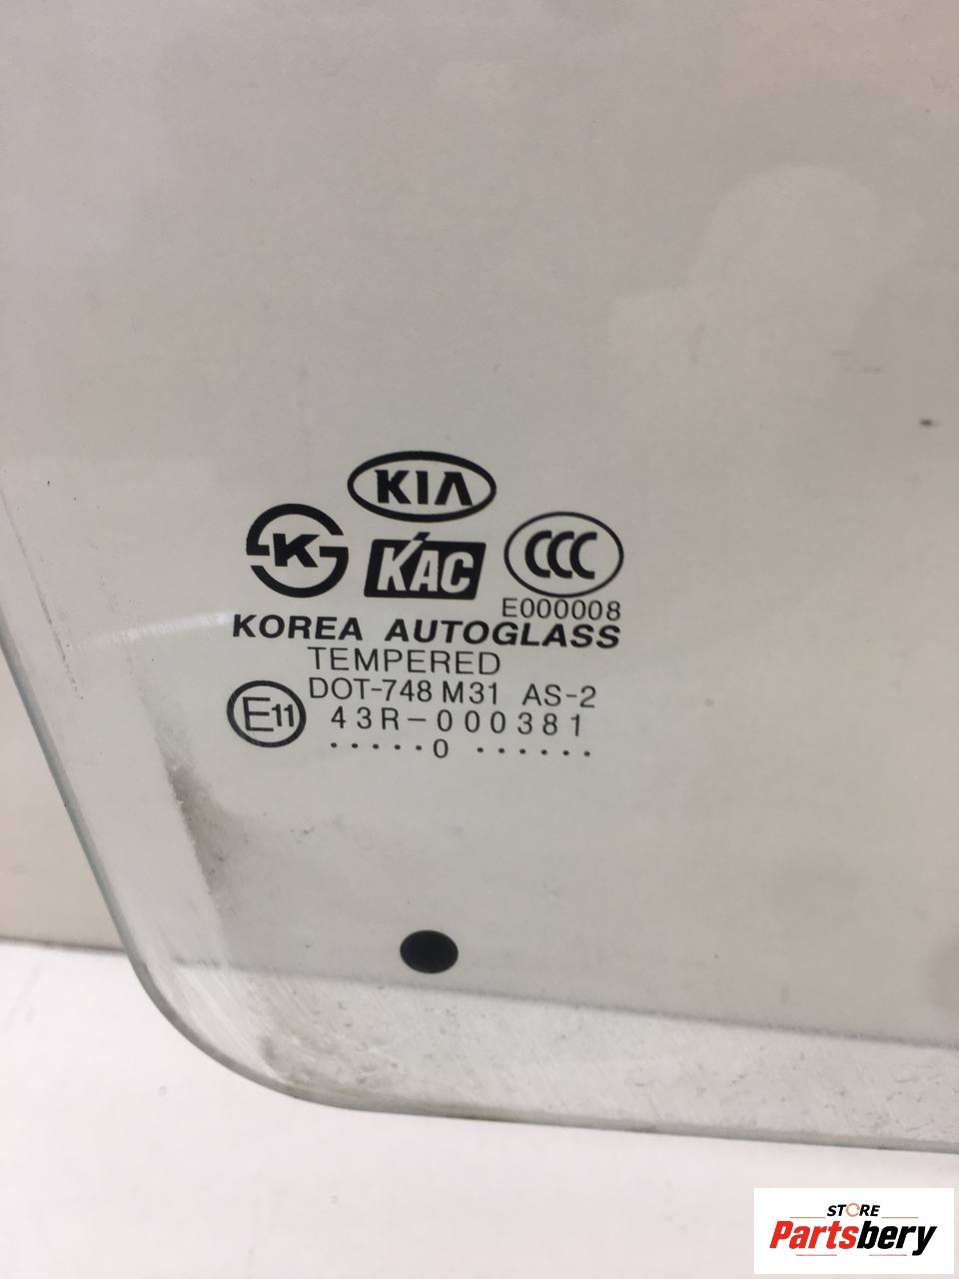 KIA
K
KAC
CCC
E000008
KOREA AUTOGLASS
TEMPERED
DOT-748 M31 AS-2
E11
43R-000381
·····0 ······
STORE
Partsbery